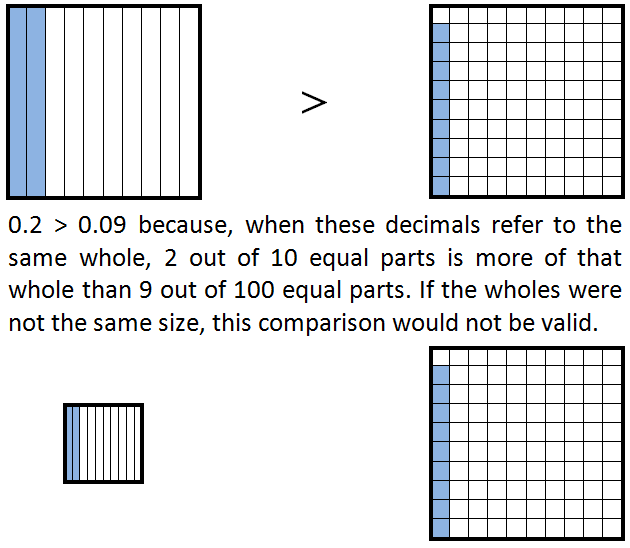 >
0.2 > 0.09 because, when these decimals refer to the
same whole, 2 out of 10 equal parts is more of that
whole than 9 out of 100 equal parts. If the wholes were
not the same size, this comparison would not be valid.